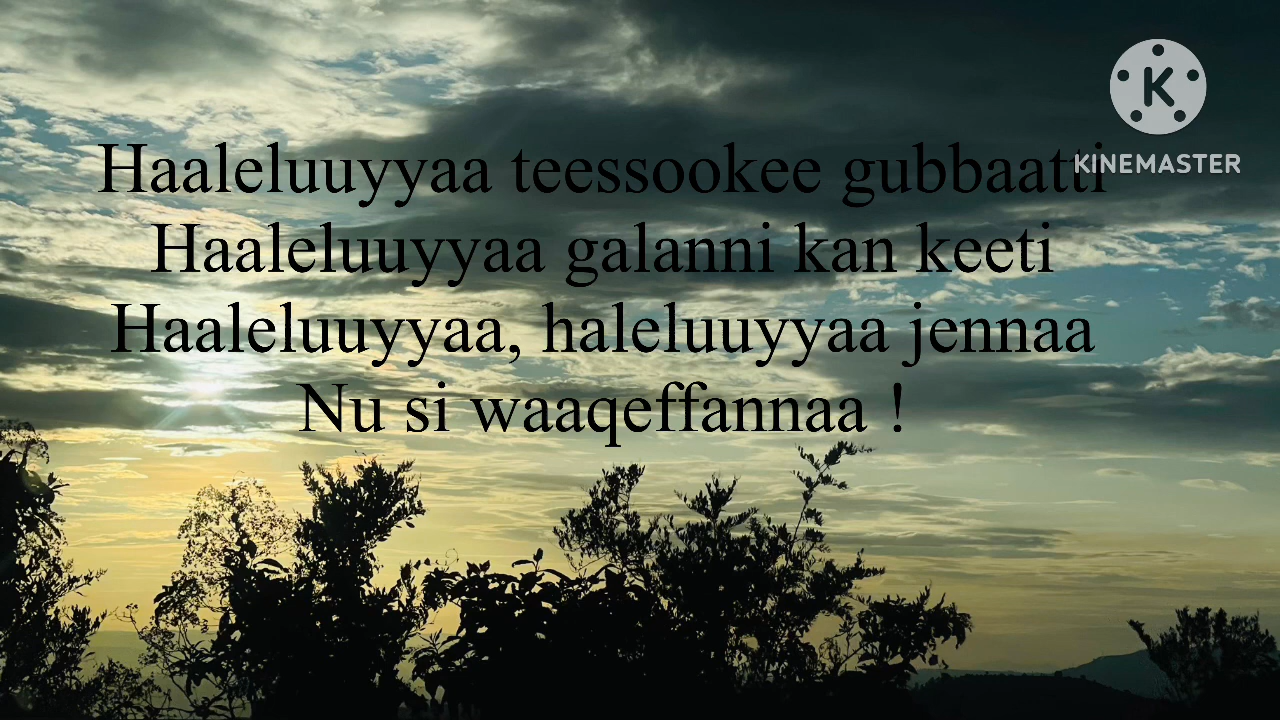 Haaleluuyyaa teessookee gubbaatti
Haaleluuyyaa galanni kan keeti
Haaleluuyyaa, haleluuyyaa jennaa
Nu si waaqeffannaa !
K
KINEMASTER